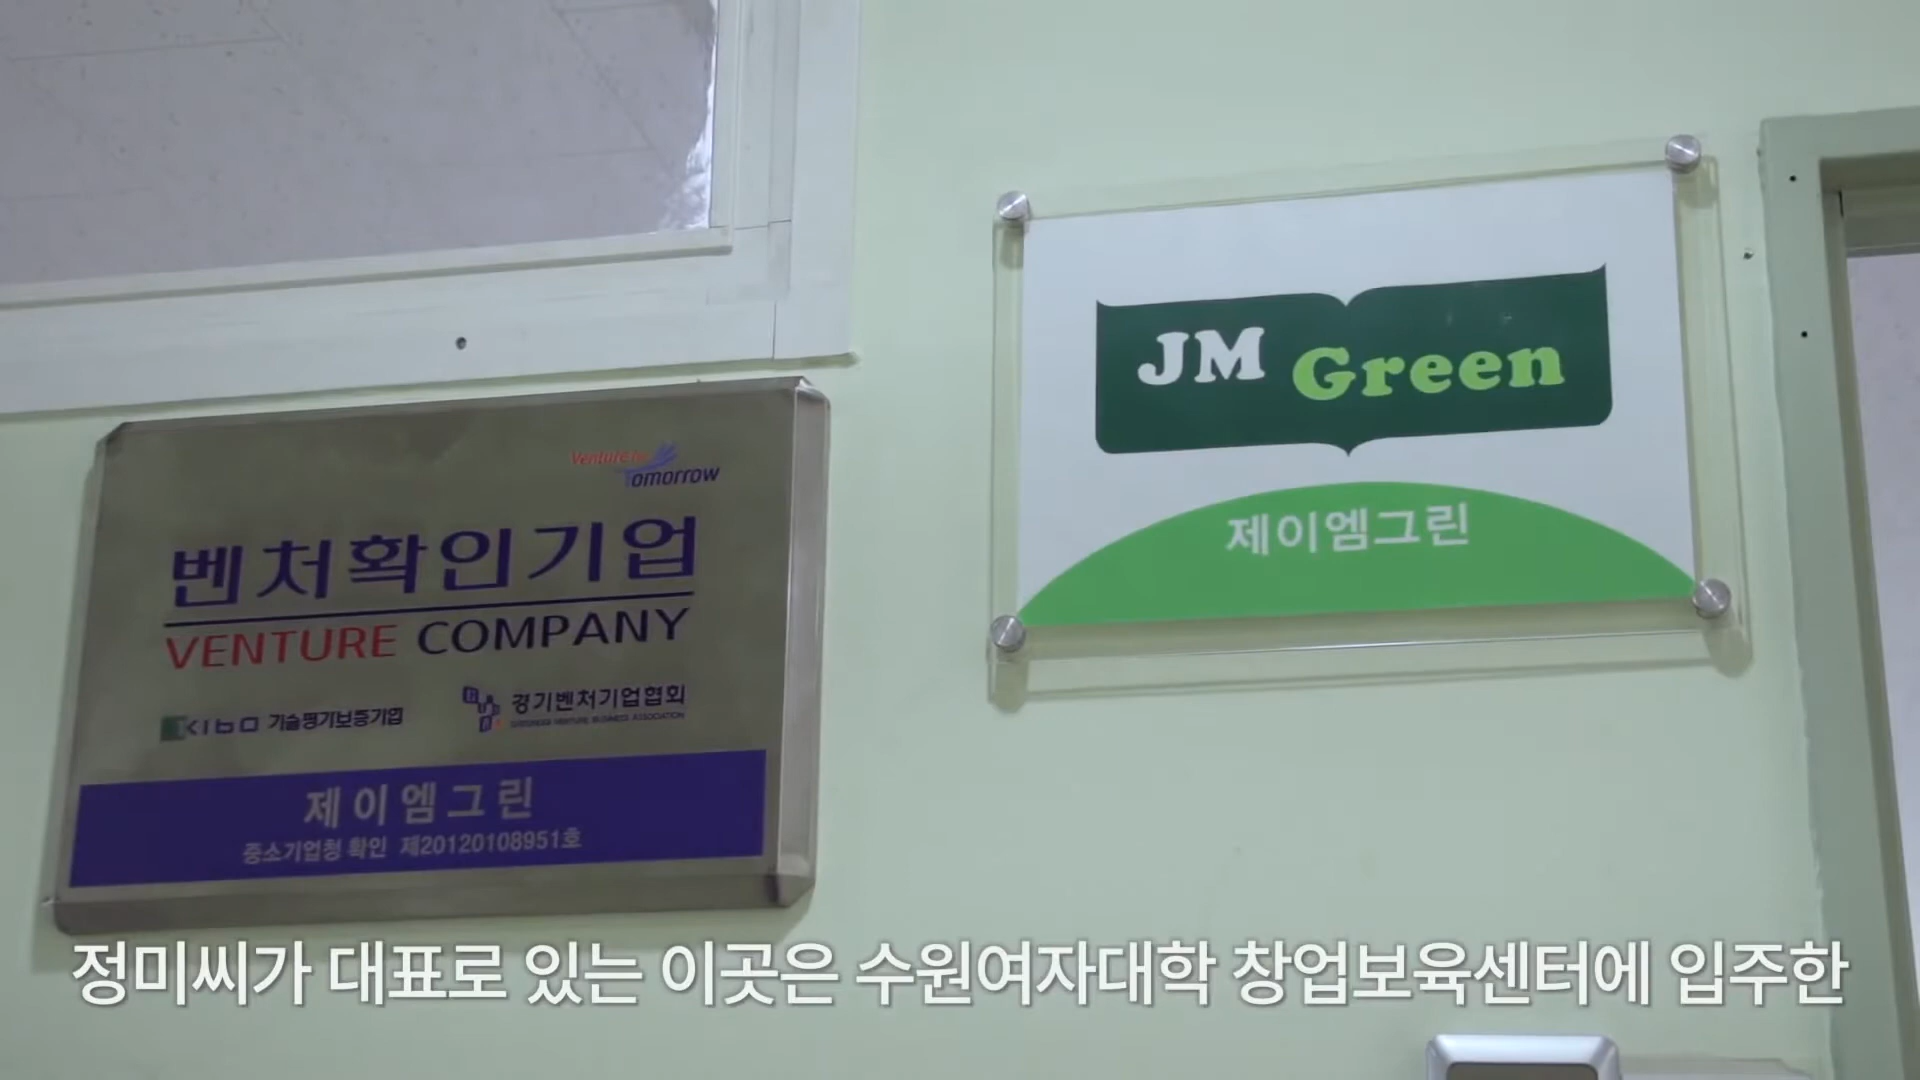 Venture for
Tomorrow
벤처확인기업
VENTURE COMPANY
KIBO 기술평가보증기업
경기벤처기업협회
제이엠그린
중소기업청 확인 제20120108951호
JM Green
제이엠그린
정미씨가 대표로 있는 이곳은 수원여자대학 창업보육센터에 입주한